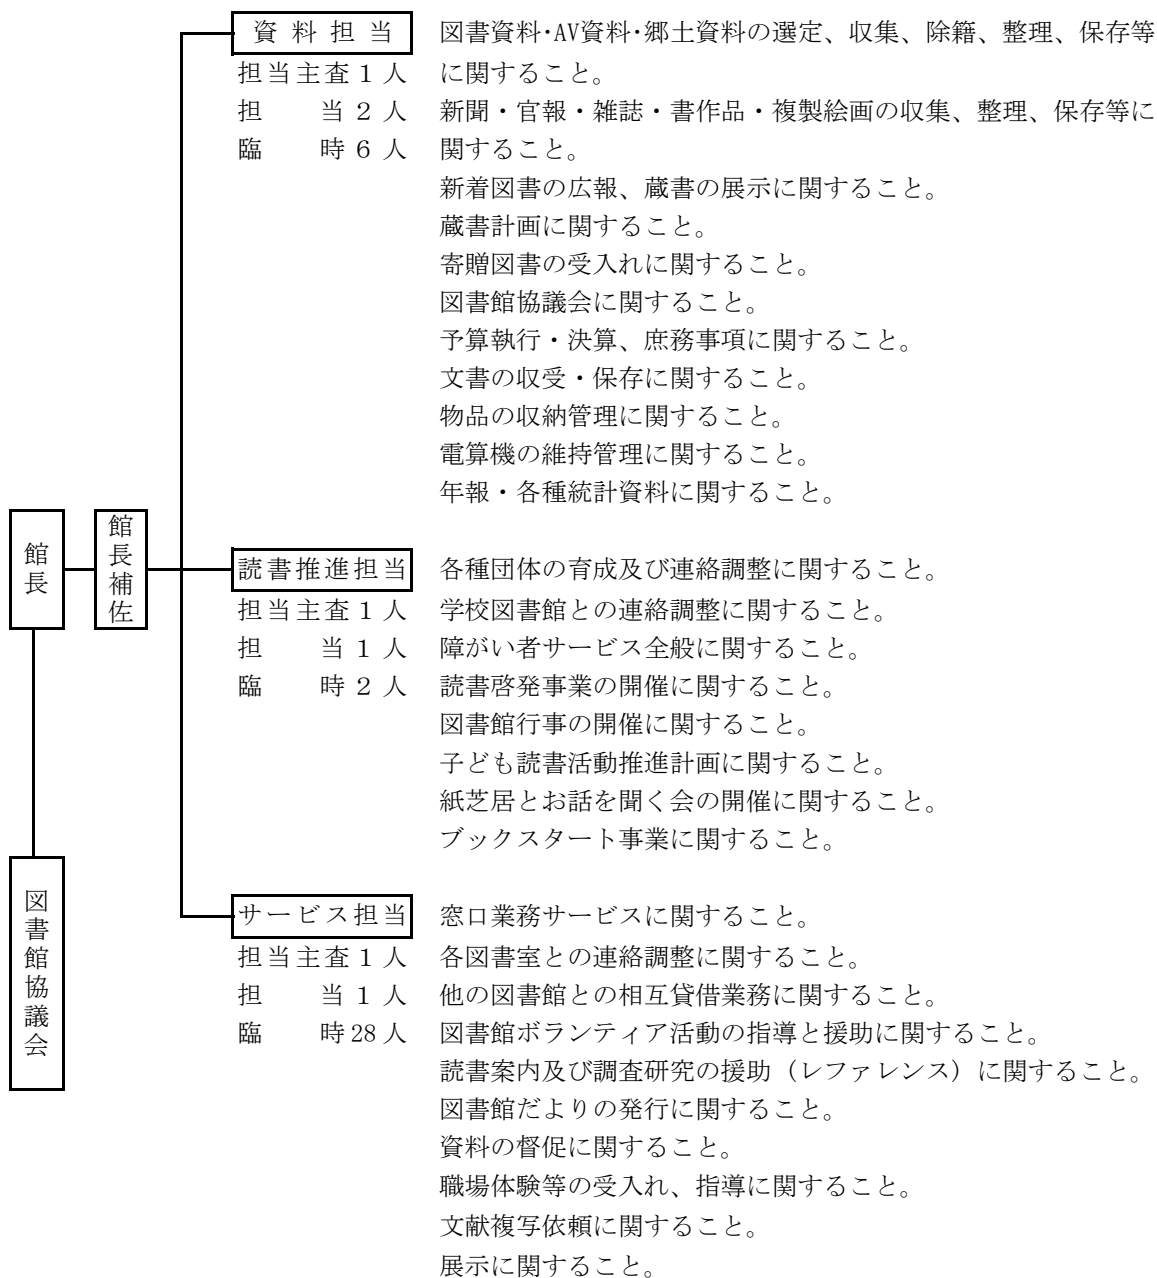 資料担当
図書資料・AV資料・郷土資料の選定、収集、除籍、整理、保存等
担当主査１人
に関すること。
担　当２人
新聞・官報・雑誌・書作品・複製絵画の収集、整理、保存等に
臨　時６人
関すること。
新着図書の広報、蔵書の展示に関すること。
蔵書計画に関すること。
寄贈図書の受入れに関すること。
図書館協議会に関すること。
予算執行・決算、庶務事項に関すること。
文書の収受・保存に関すること。
物品の収納管理に関すること。
電算機の維持管理に関すること。
年報・各種統計資料に関すること。
館長
館長補佐
読書推進担当
各種団体の育成及び連絡調整に関すること。
担当主査１人
学校図書館との連絡調整に関すること。
担　当１人
障がい者サービス全般に関すること。
臨　時２人
読書啓発事業の開催に関すること。
図書館行事の開催に関すること。
子ども読書活動推進計画に関すること。
紙芝居とお話を聞く会の開催に関すること。
ブックスタート事業に関すること。
図書館協議会
サービス担当
窓口業務サービスに関すること。
担当主査１人
各図書室との連絡調整に関すること。
担　当１人
他の図書館との相互貸借業務に関すること。
臨　時28人
図書館ボランティア活動の指導と援助に関すること。
読書案内及び調査研究の援助（レファレンス）に関すること。
図書館だよりの発行に関すること。
資料の督促に関すること。
職場体験等の受入れ、指導に関すること。
文献複写依頼に関すること。
展示に関すること。